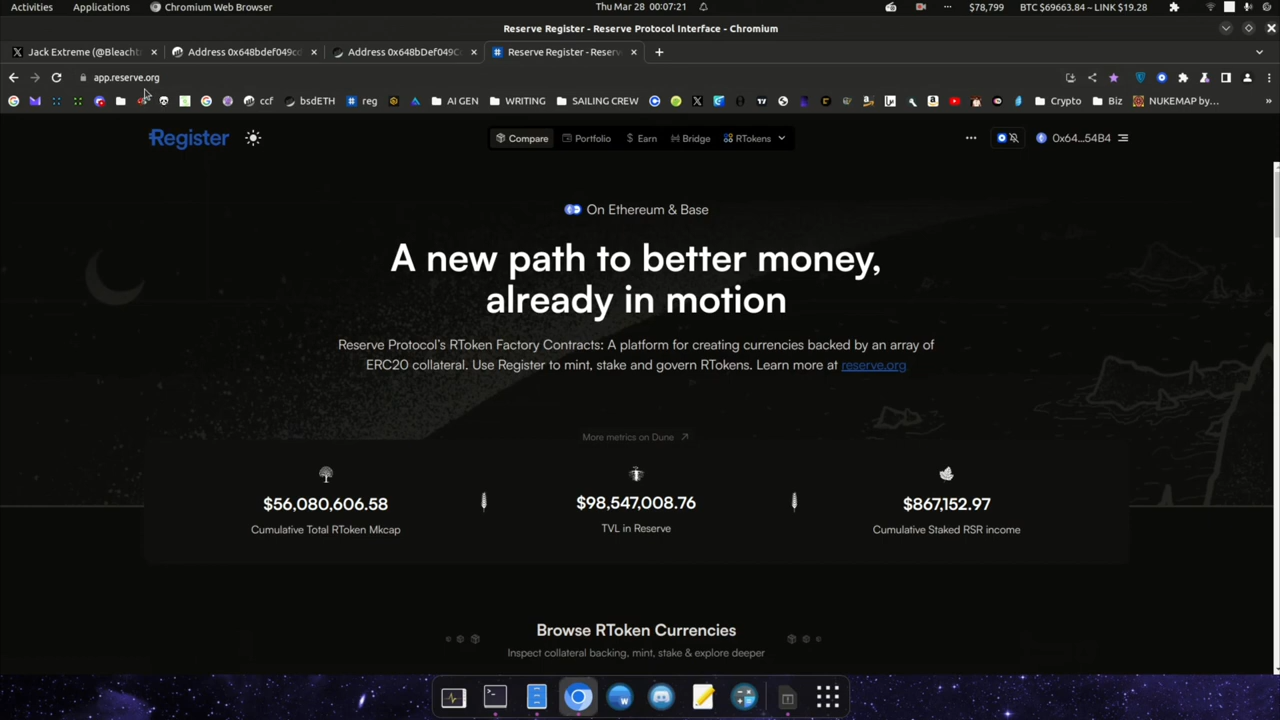 Activities Applications Chromium Web Browser Thu Mar 28 00:07:21 $78,799 BTC $69663.84 ~ LINK $19.28
Reserve Register - Reserve Protocol Interface - Chromium
Jack Extreme (@Bleacht Address 0x648bdef049cd Address 0x648bDef049C Reserve Register - Reserv
app.reserve.org
ccf bsdETH reg AI GEN WRITING SAILING CREW Crypto Biz NUKEMAP by... »
Register Compare Portfolio $ Earn Bridge RTokens 0x64...54B4
On Ethereum & Base
A new path to better money,
already in motion
Reserve Protocol's RToken Factory Contracts: A platform for creating currencies backed by an array of
ERC20 collateral. Use Register to mint, stake and govern RTokens. Learn more at reserve.org
More metrics on Dune
$56,080,606.58 $98,547,008.76 $867,152.97
Cumulative Total RToken Mkcap TVL in Reserve Cumulative Staked RSR income
Browse RToken Currencies
Inspect collateral backing, mint, stake & explore deeper